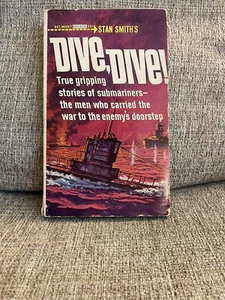 BELMONT
STAN SMITH'S
DIVE, DIVE!
True gripping
stories of submariners—
the men who carried the
war to the enemy's doorstep